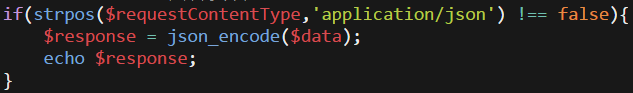 if(strpos($requestContentType,'application/json') !== false){
    $response = json_encode($data);
    echo $response;
}